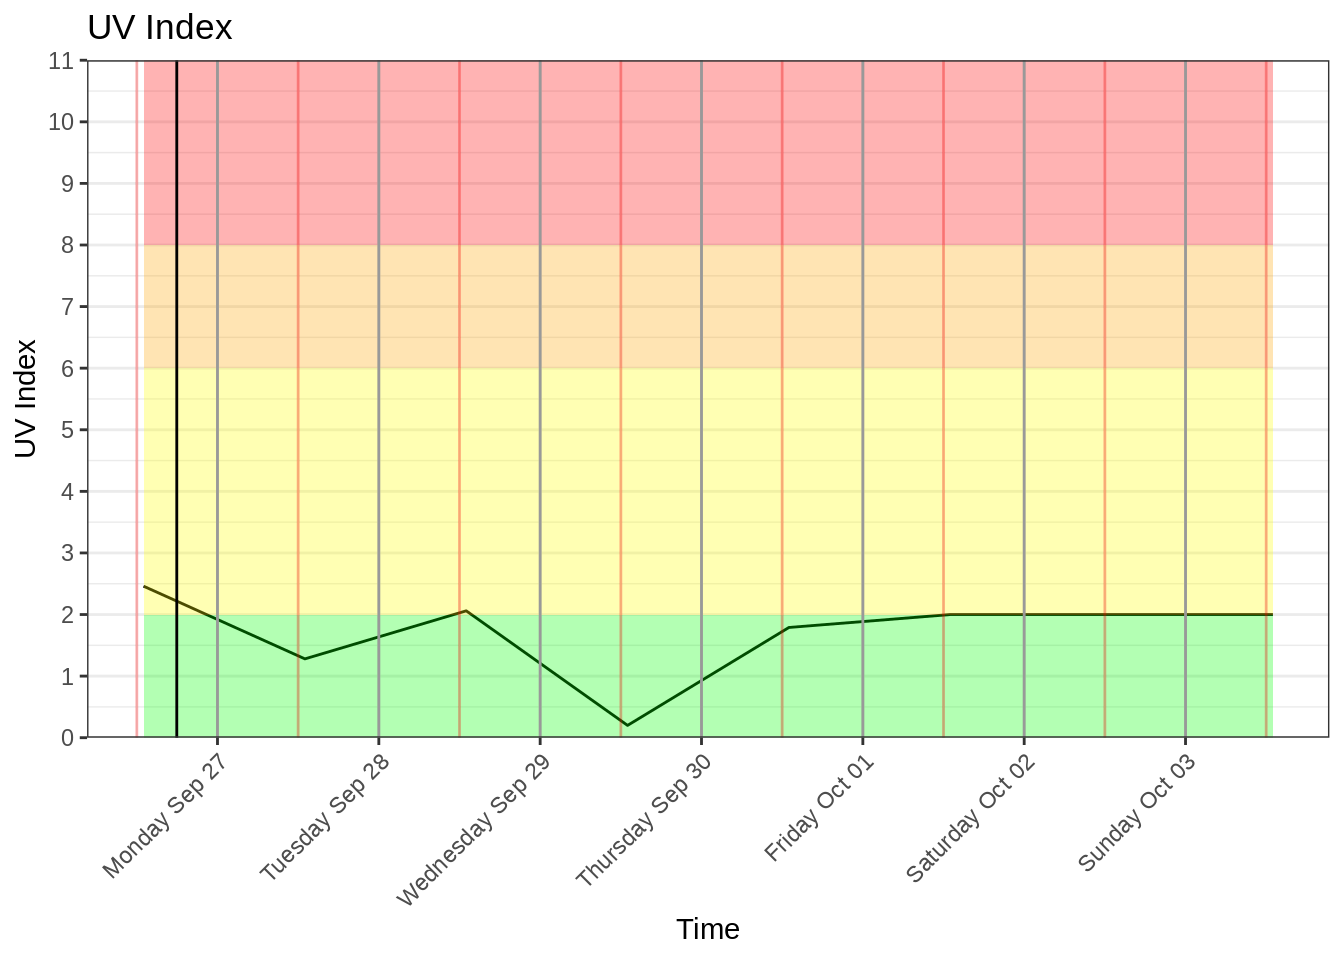 UV Index
11
10
9
8
7
6
5
4
3
2
1
0
UV Index
Monday Sep 27
Tuesday Sep 28
Wednesday Sep 29
Thursday Sep 30
Friday Oct 01
Saturday Oct 02
Sunday Oct 03
Time